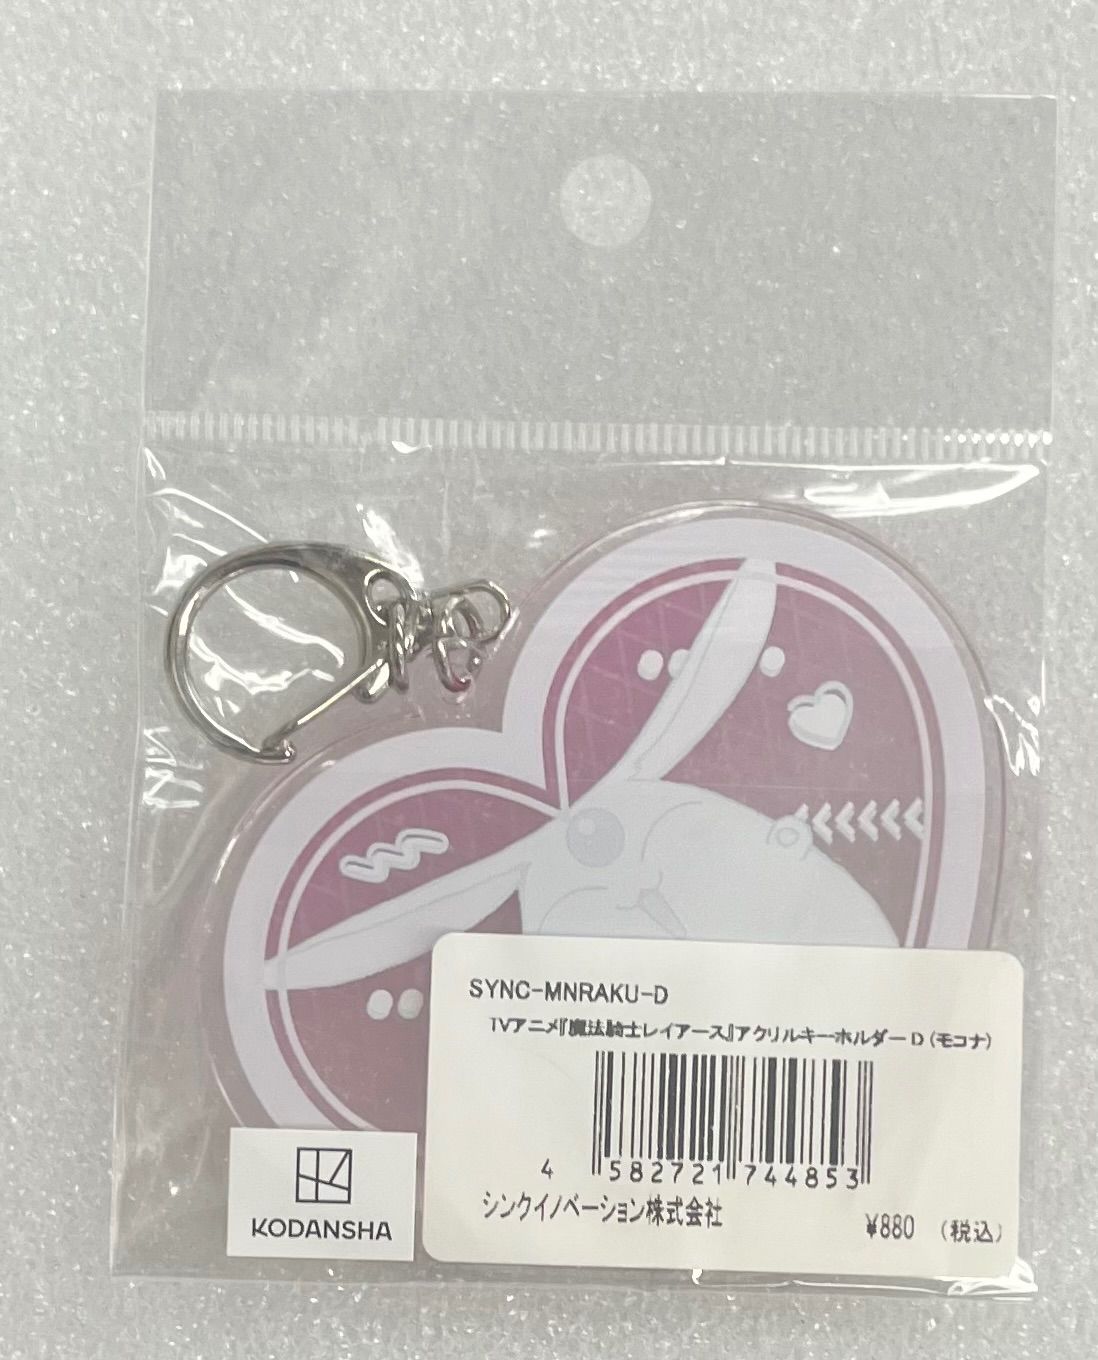 SYNC-MNRAKU-D
TVアニメ『魔法騎士レイアース』アクリルキーホルダー D (モコナ)
4 582721 744853
シンクイノベーション株式会社
¥880 (税込)
KODANSHA